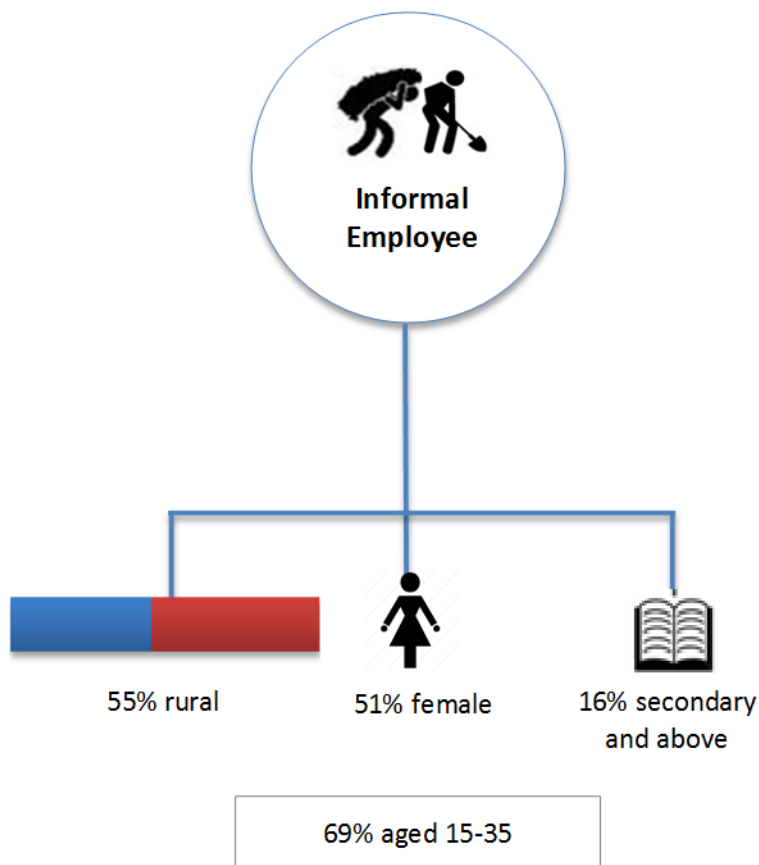 Informal
Employee
55% rural
51% female
16% secondary
and above
69% aged 15-35